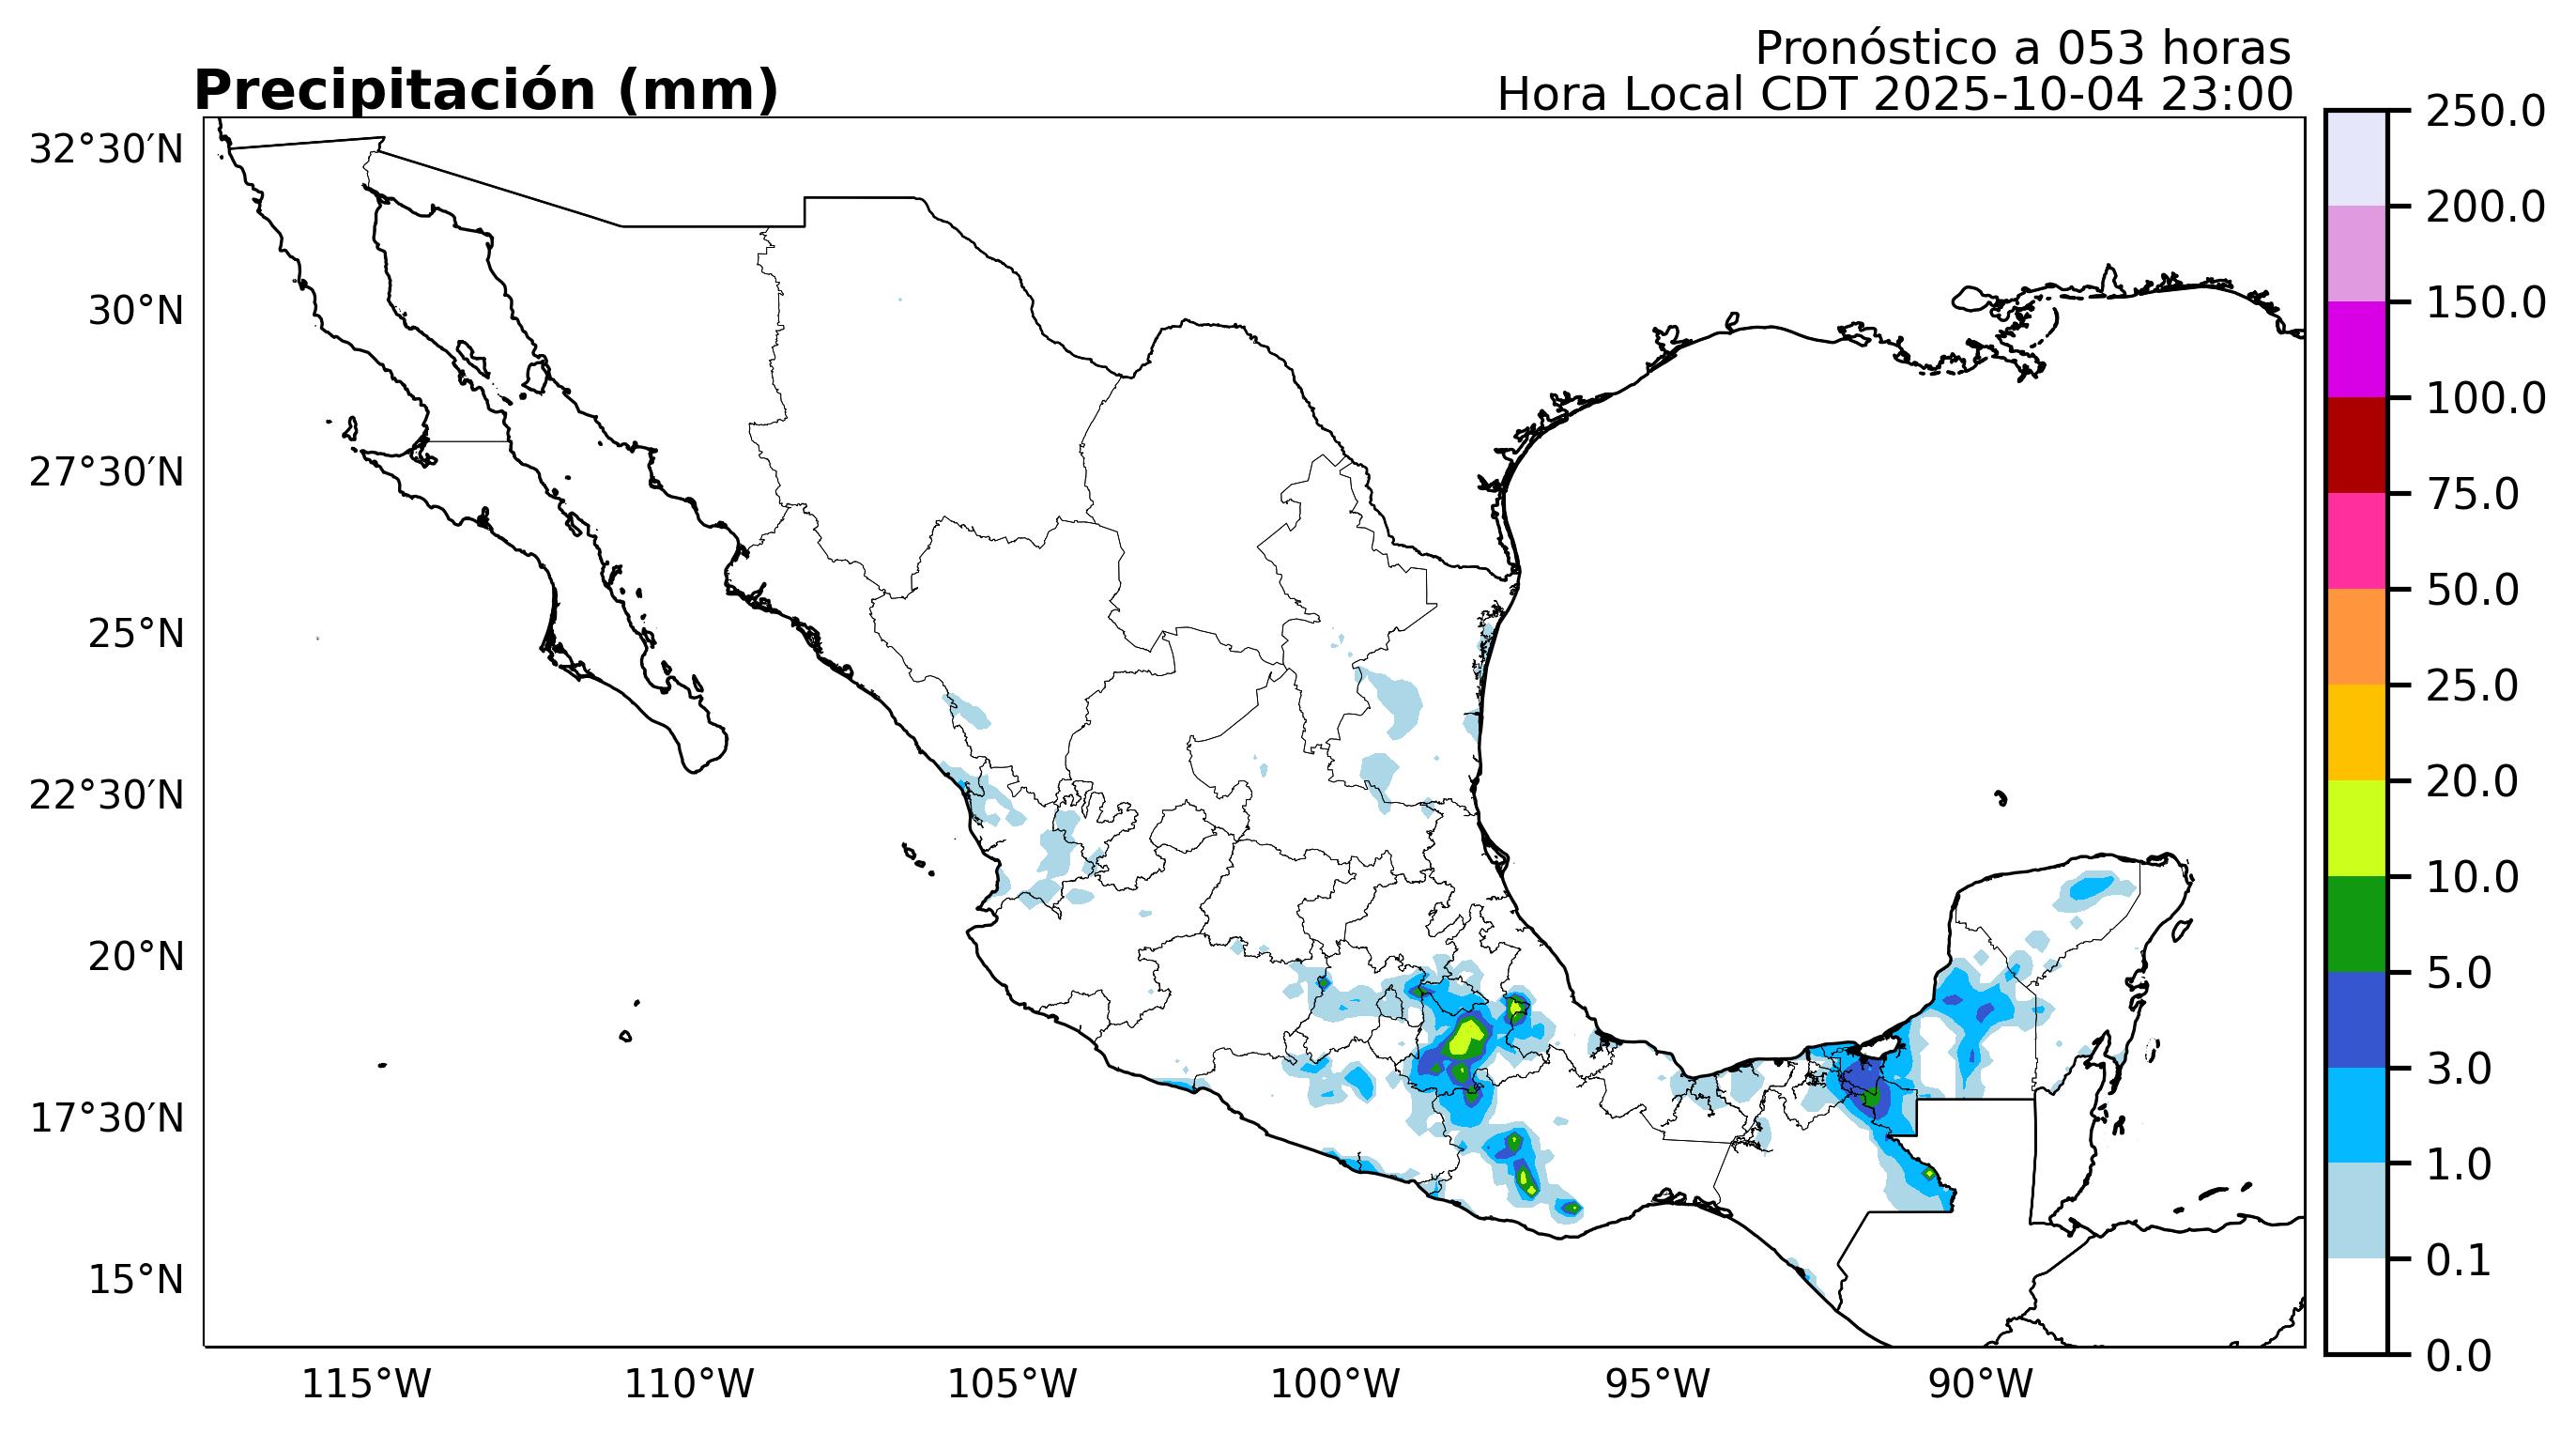 Pronóstico a 053 horas
Precipitación (mm)
Hora Local CDT 2025-10-04 23:00
32°30′N
30°N
27°30′N
25°N
22°30′N
20°N
17°30′N
15°N
115°W
110°W
105°W
100°W
95°W
90°W
250.0
200.0
150.0
100.0
75.0
50.0
25.0
20.0
10.0
5.0
3.0
1.0
0.1
0.0